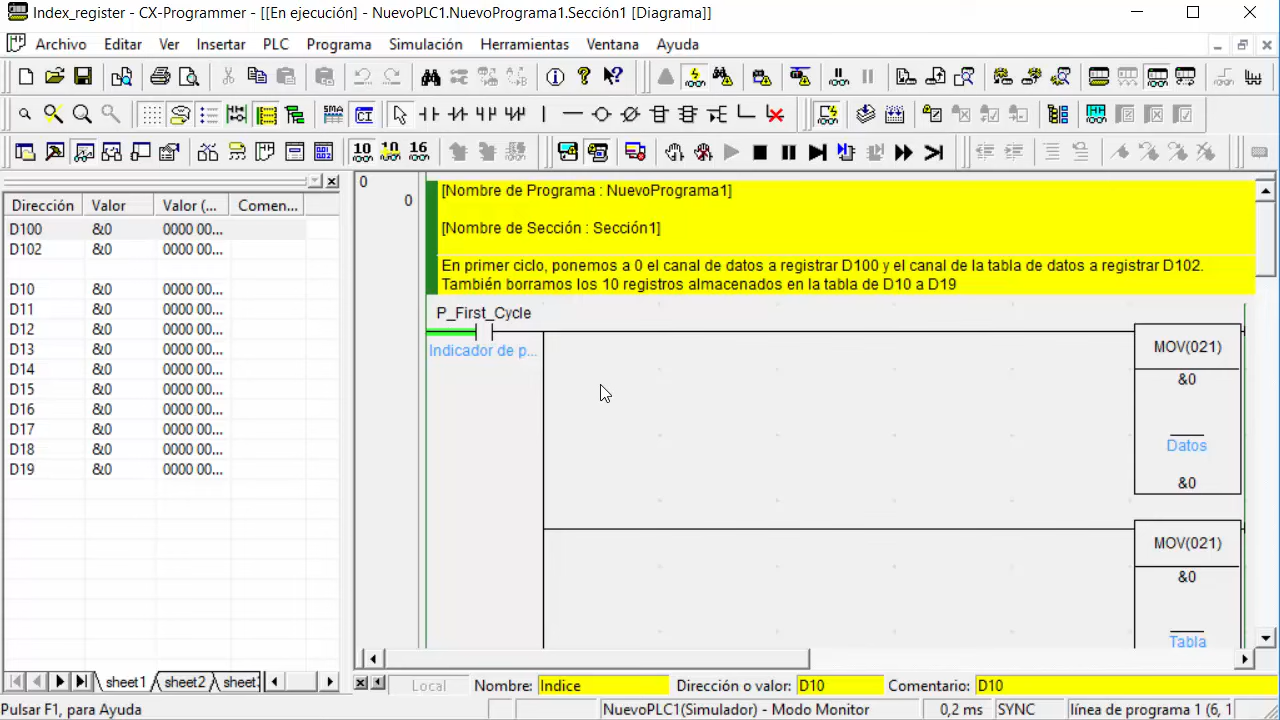 Index_register - CX-Programmer - [[En ejecución] - NuevoPLC1.NuevoPrograma1.Sección1 [Diagrama]]
Archivo Editar Ver Insertar PLC Programa Simulación Herramientas Ventana Ayuda
SMA CI
10 10 16
Dirección Valor Valor (... Comen...
D100 &0 0000 00...
D102 &0 0000 00...
D10 &0 0000 00...
D11 &0 0000 00...
D12 &0 0000 00...
D13 &0 0000 00...
D14 &0 0000 00...
D15 &0 0000 00...
D16 &0 0000 00...
D17 &0 0000 00...
D18 &0 0000 00...
D19 &0 0000 00...
sheet1 sheet2 sheet
0
0
[Nombre de Programa : NuevoPrograma1]
[Nombre de Sección : Sección1]
En primer ciclo, ponemos a 0 el canal de datos a registrar D100 y el canal de la tabla de datos a registrar D102.
También borramos los 10 registros almacenados en la tabla de D10 a D19
P_First_Cycle
Indicador de p...
MOV(021)
&0
Datos
&0
MOV(021)
&0
Tabla
Local Nombre: Indice Dirección o valor: D10 Comentario: D10
Pulsar F1, para Ayuda NuevoPLC1(Simulador) - Modo Monitor 0,2 ms SYNC línea de programa 1 (6, 1